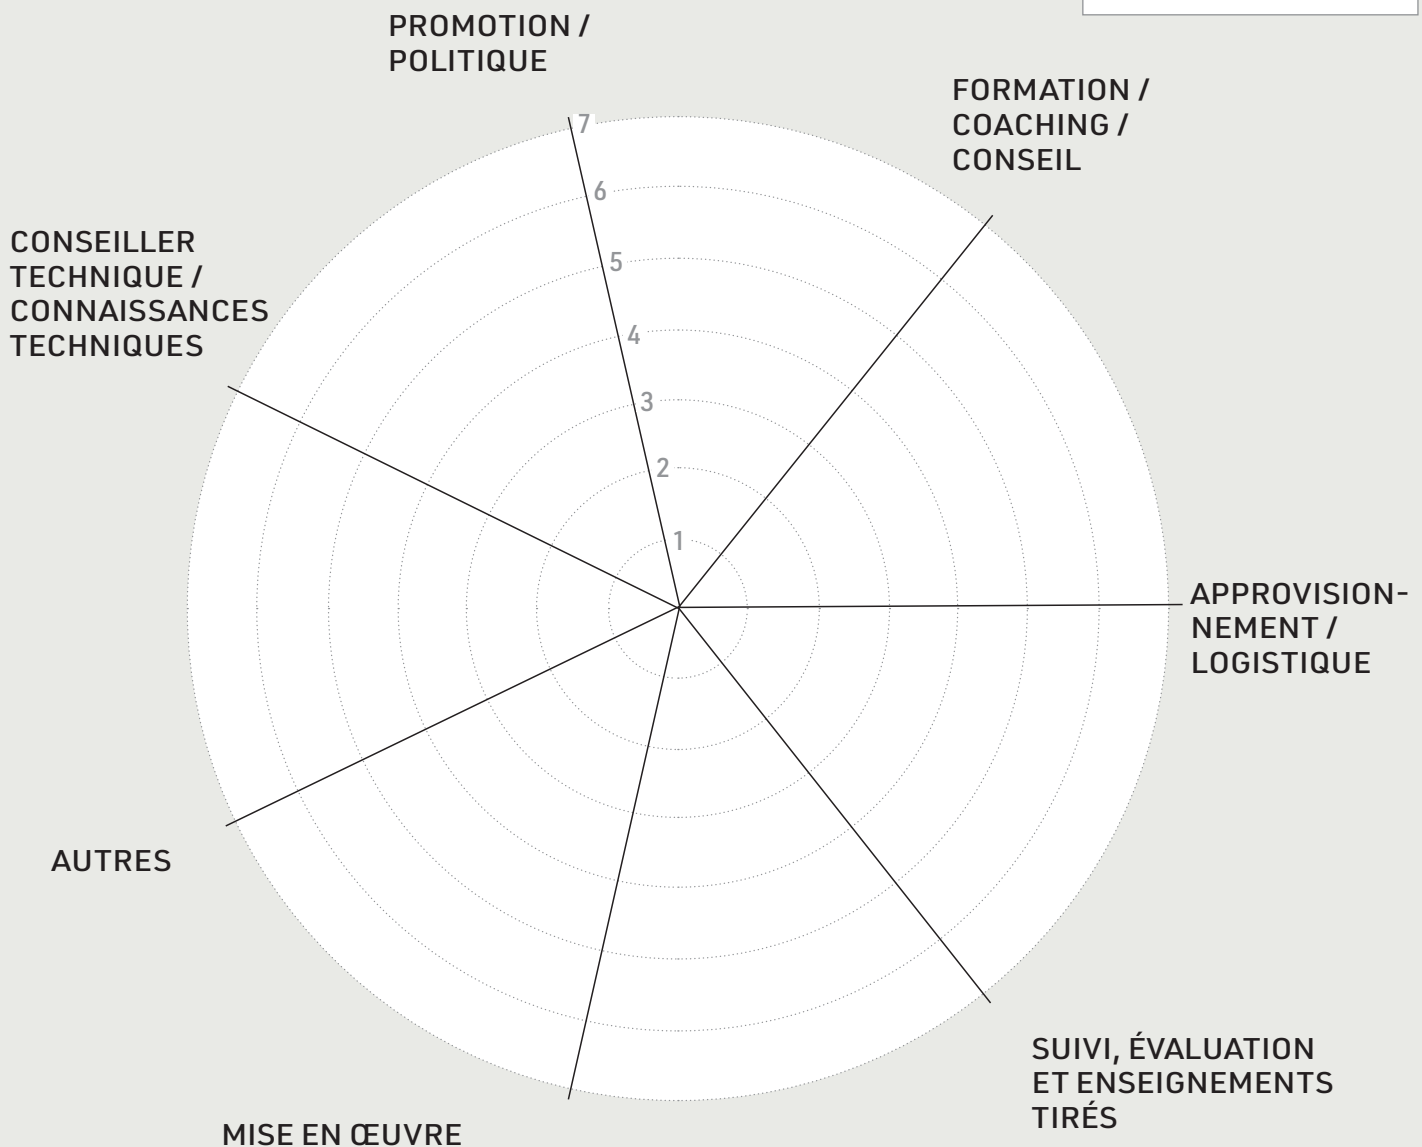 PROMOTION /
POLITIQUE
FORMATION /
COACHING /
CONSEIL
CONSEILLER
TECHNIQUE /
CONNAISSANCES
TECHNIQUES
7
6
5
4
3
2
1
APPROVISION-
NEMENT /
LOGISTIQUE
AUTRES
SUIVI, ÉVALUATION
ET ENSEIGNEMENTS
TIRÉS
MISE EN ŒUVRE